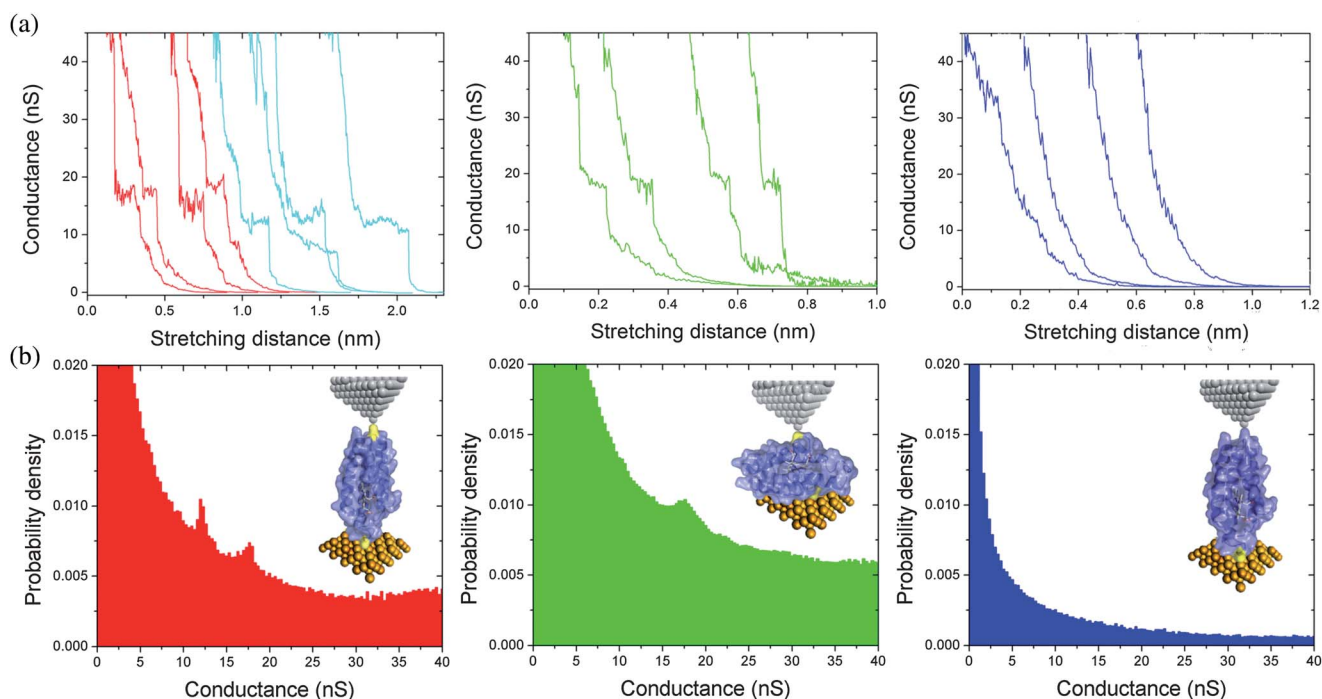 (a)
Conductance (nS)
40
30
20
10
0
0.0 0.5 1.0 1.5 2.0
Stretching distance (nm)
Conductance (nS)
40
30
20
10
0
0.0 0.2 0.4 0.6 0.8 1.0
Stretching distance (nm)
Conductance (nS)
40
30
20
10
0
0.0 0.2 0.4 0.6 0.8 1.0 1.2
Stretching distance (nm)
(b)
Probability density
0.020
0.015
0.010
0.005
0.000
0 5 10 15 20 25 30 35 40
Conductance (nS)
Probability density
0.020
0.015
0.010
0.005
0.000
0 5 10 15 20 25 30 35 40
Conductance (nS)
Probability density
0.020
0.015
0.010
0.005
0.000
0 5 10 15 20 25 30 35 40
Conductance (nS)